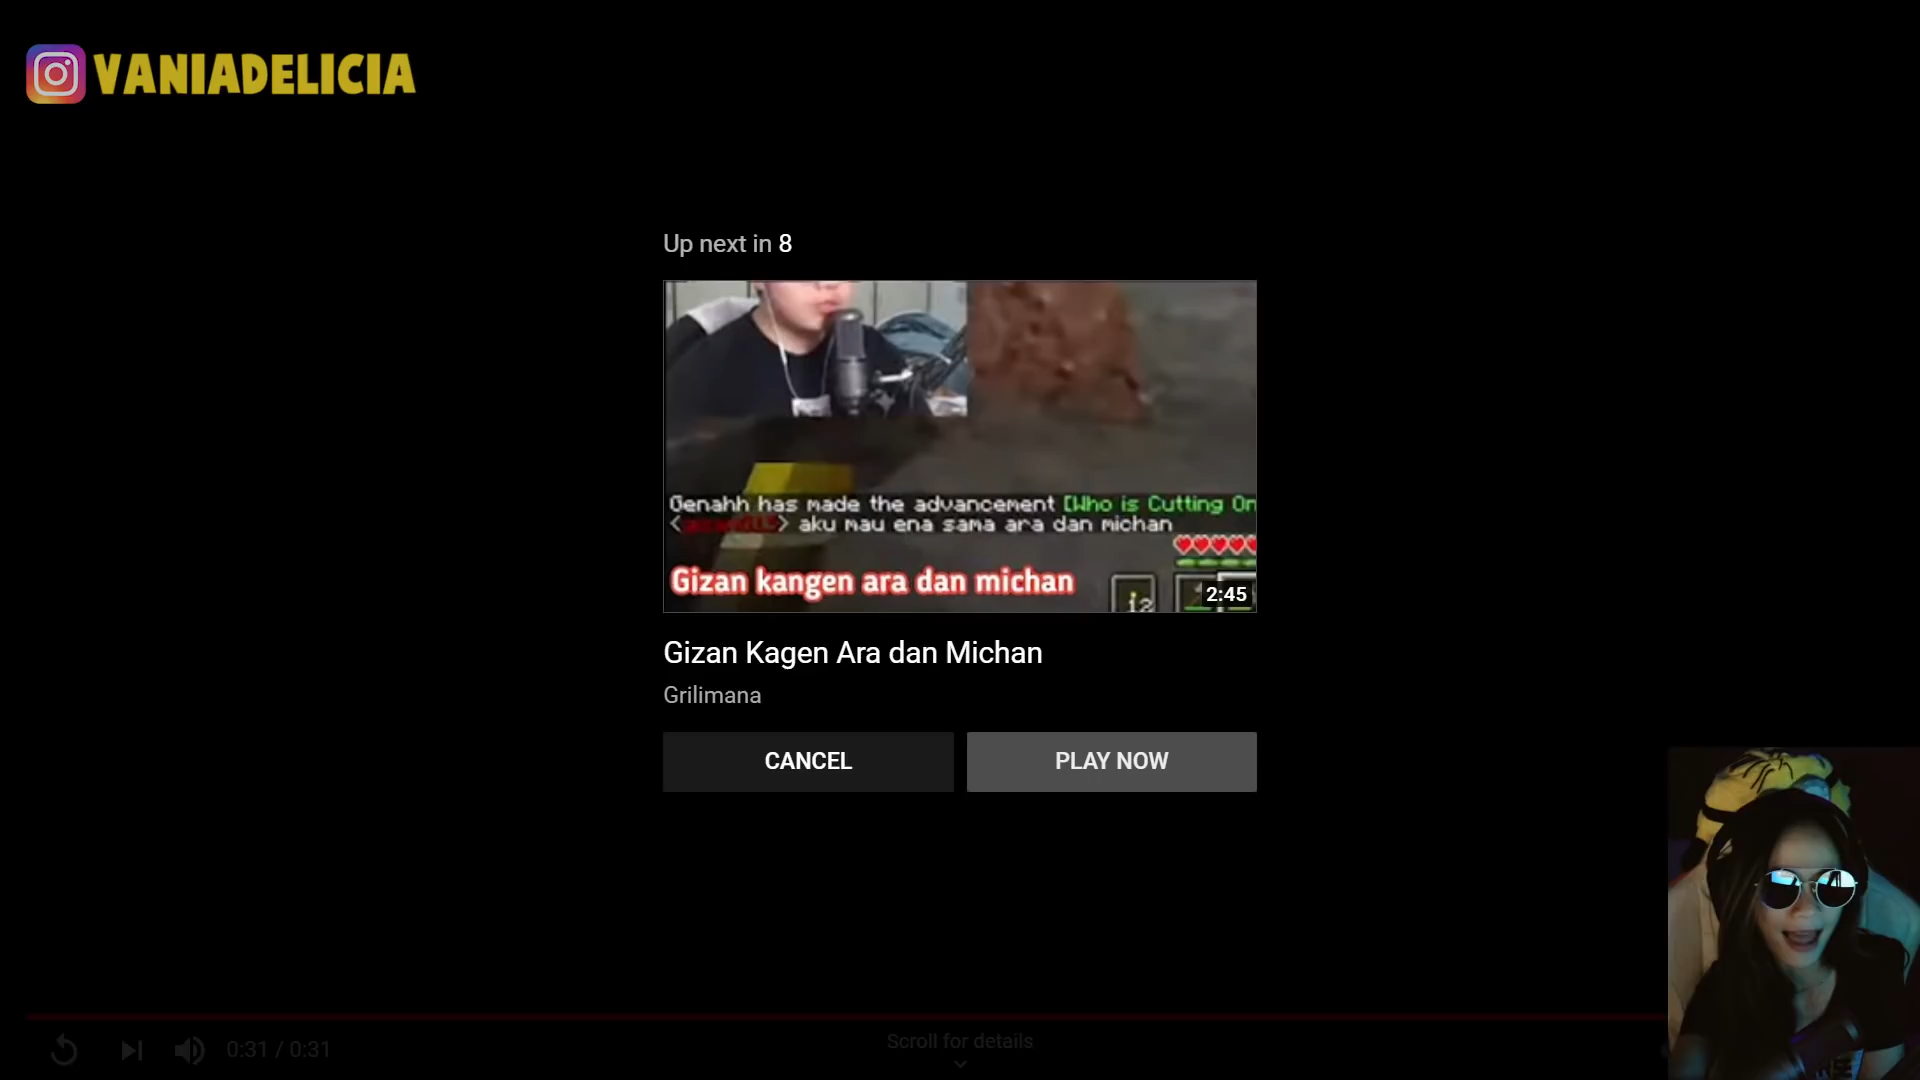 VANIADELICIA
Up next in 8
Genahh has made the advancement [Who is Cutting On
aku mau ena sama ara dan michan
Gizan kangen ara dan michan
2:45
Gizan Kagen Ara dan Michan
Grilimana
CANCEL
PLAY NOW
0:31 / 0:31
Scroll for details